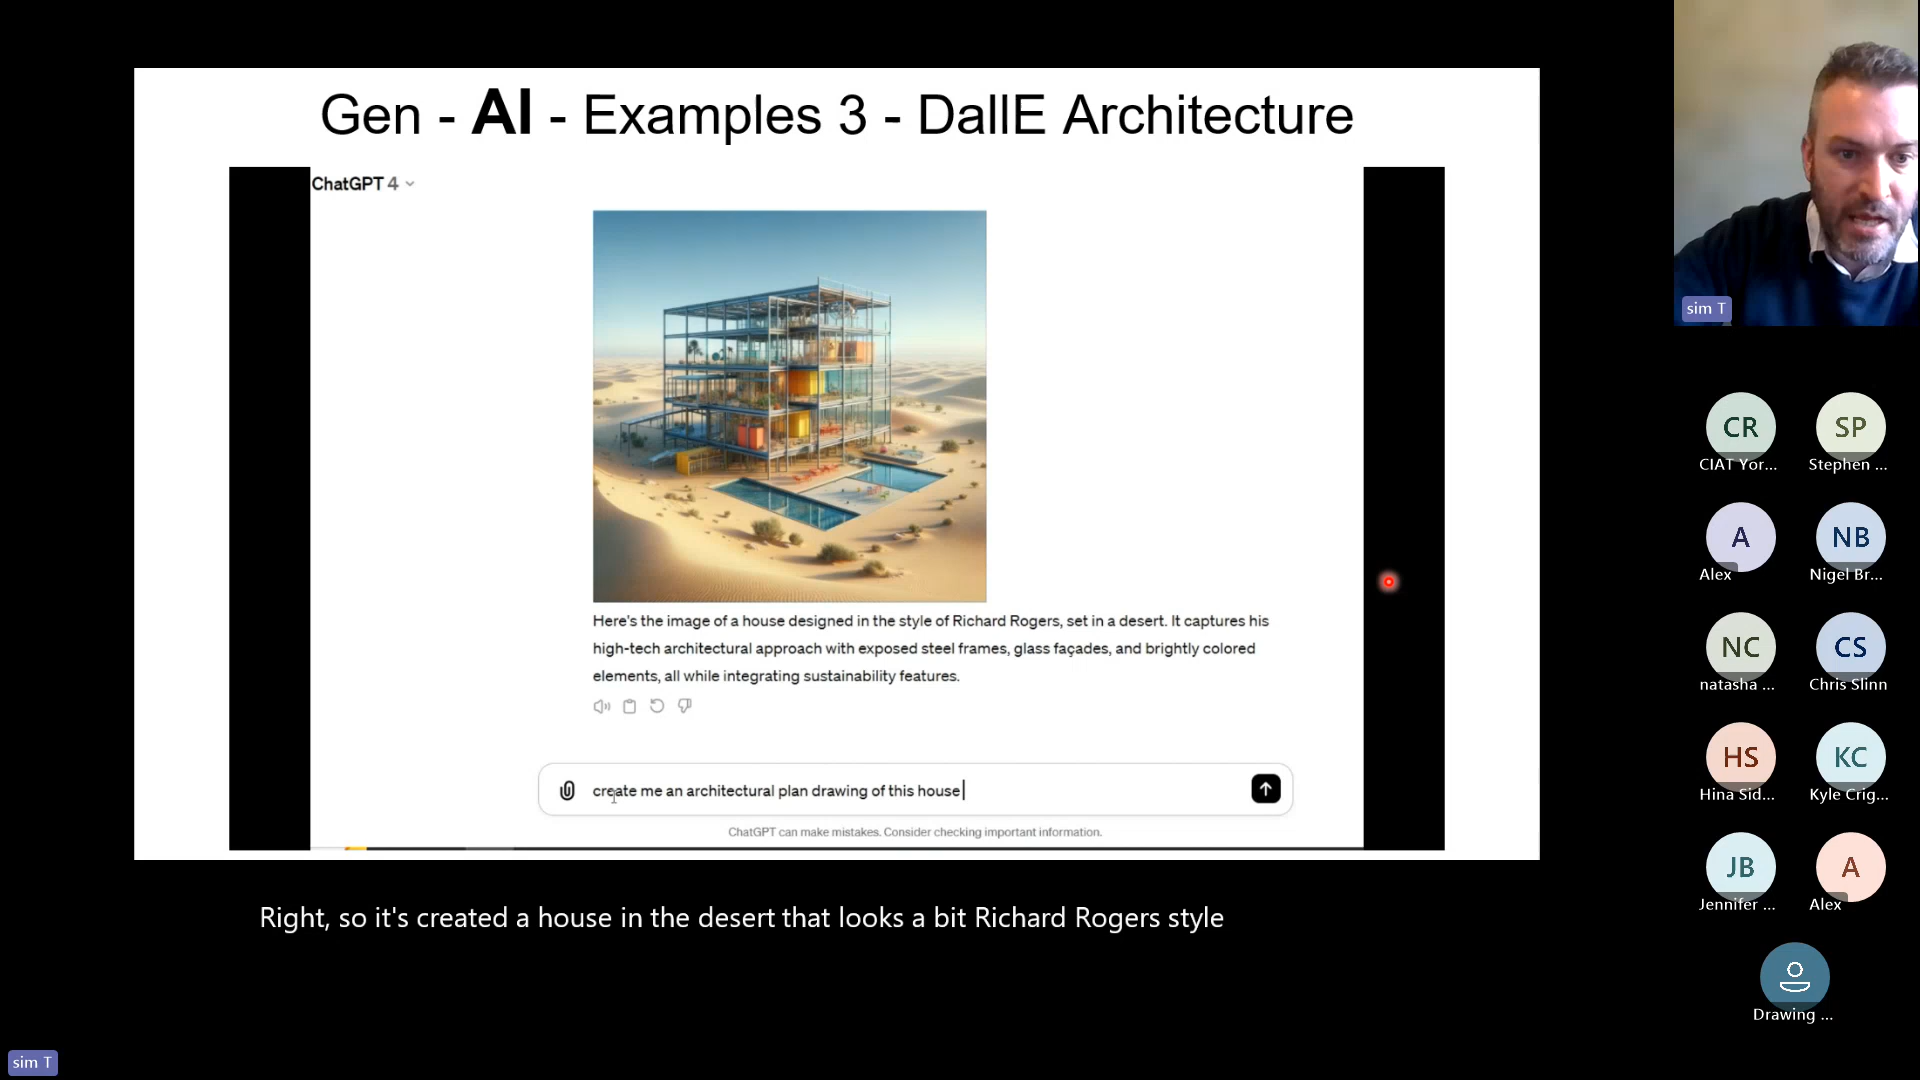 Gen - AI - Examples 3 - DallE Architecture
ChatGPT 4
Here's the image of a house designed in the style of Richard Rogers, set in a desert. It captures his
high-tech architectural approach with exposed steel frames, glass façades, and brightly colored
elements, all while integrating sustainability features.
create me an architectural plan drawing of this house
ChatGPT can make mistakes. Consider checking important information.
Right, so it's created a house in the desert that looks a bit Richard Rogers style
sim T
sim T
CR
CIAT Yor...
SP
Stephen ...
A
Alex
NB
Nigel Br...
NC
natasha ...
CS
Chris Slinn
HS
Hina Sid...
KC
Kyle Crig...
JB
Jennifer ...
A
Alex
Drawing ...